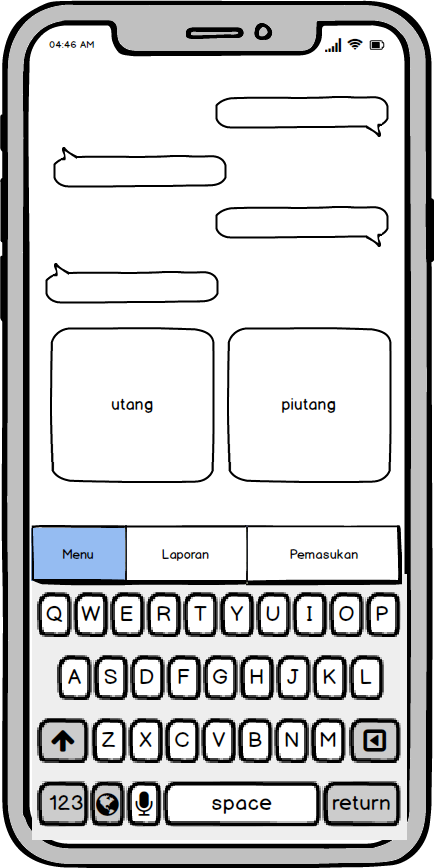 04:46 AM
utang piutang
Menu Laporan Pemasukan
Q W E R T Y U I O P
A S D F G H J K L
Z X C V B N M
123 space return